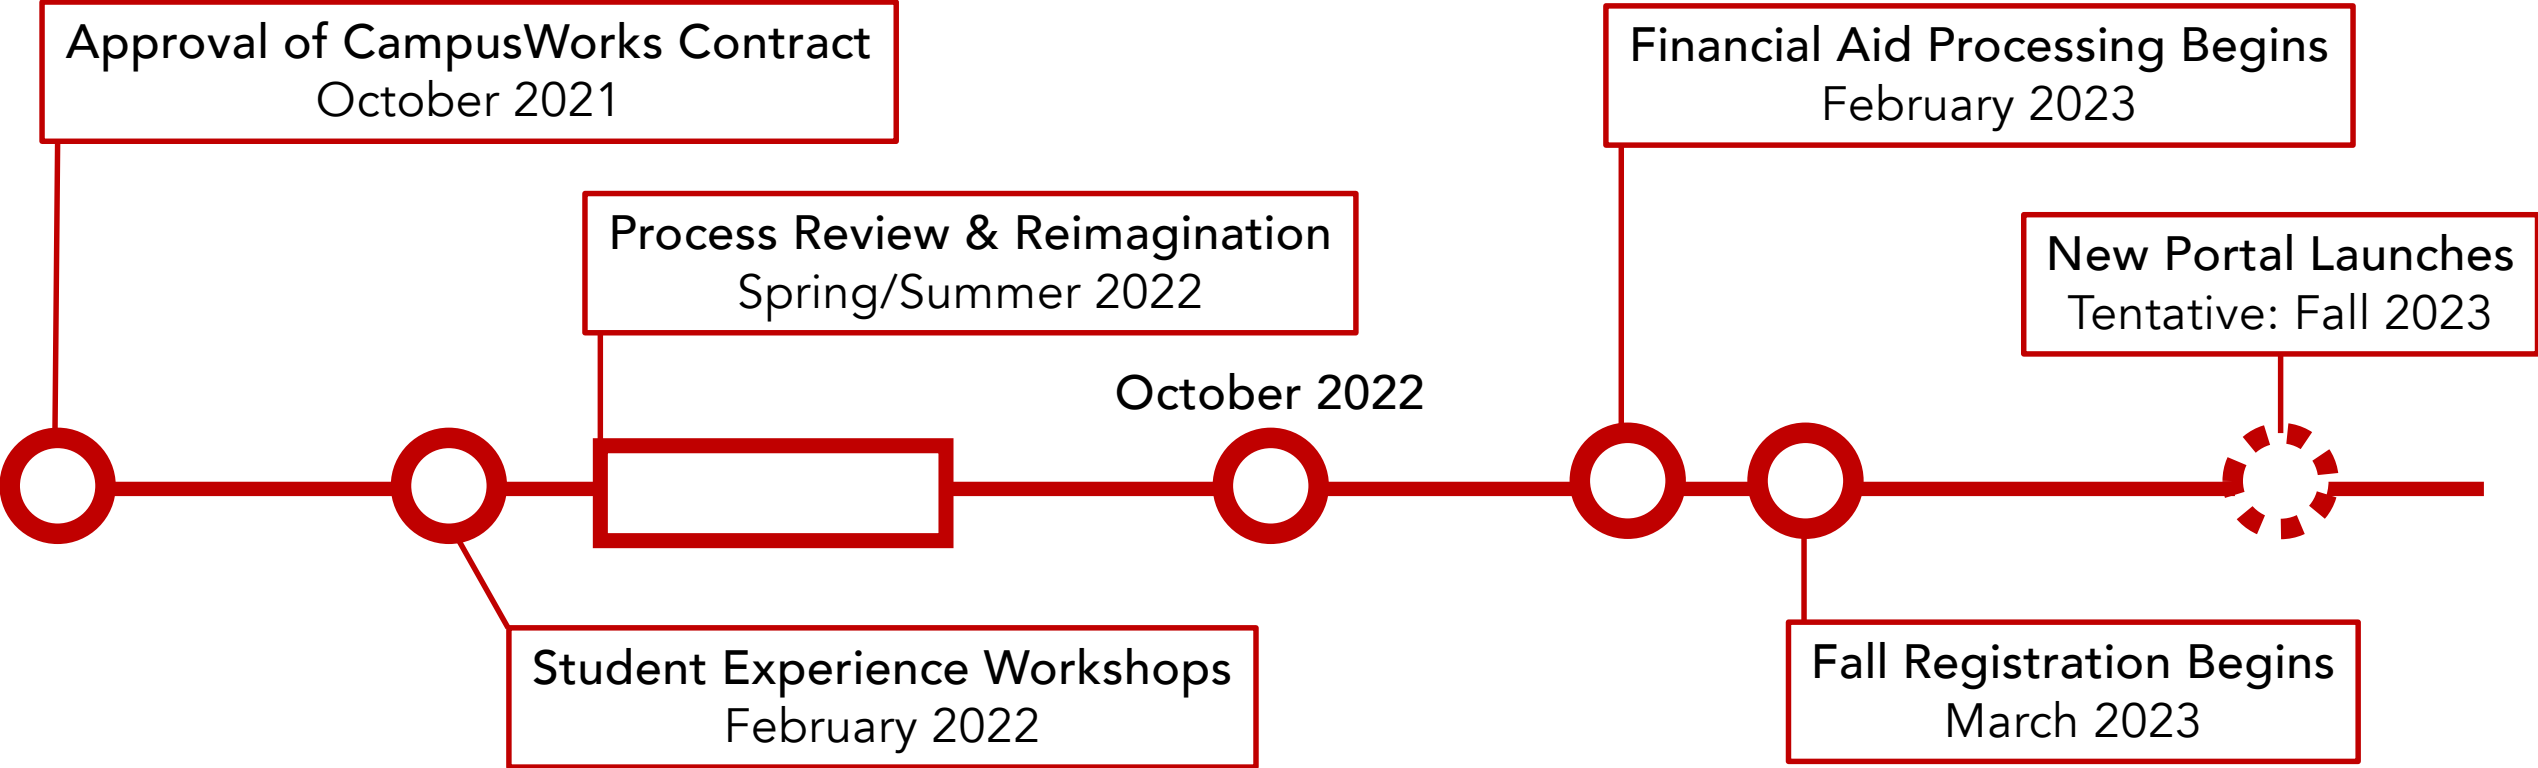 Approval of CampusWorks Contract
October 2021
Financial Aid Processing Begins
February 2023
Process Review & Reimagination
Spring/Summer 2022
New Portal Launches
Tentative: Fall 2023
October 2022
Student Experience Workshops
February 2022
Fall Registration Begins
March 2023